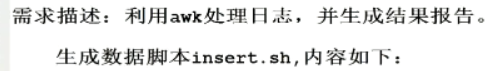 需求描述：利用awk处理日志，并生成结果报告。
生成数据脚本insert.sh,内容如下：